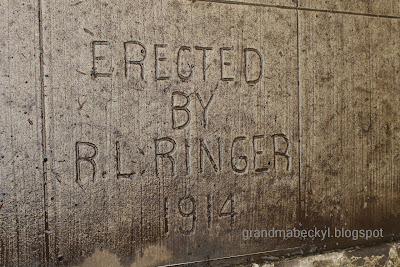 ERECTED
BY
R.L. RINGER
1914
grandmabeckyl.blogspot